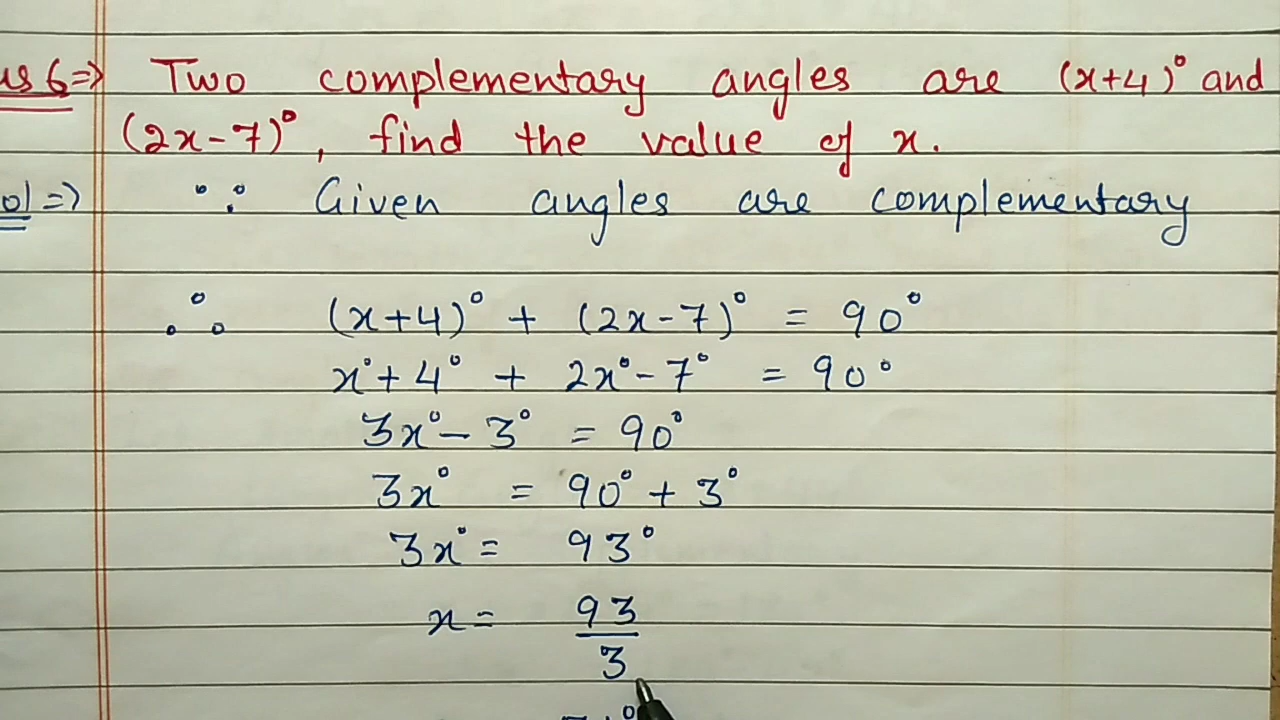 us 6 => Two complementary angles are (x+4)° and
(2x-7)°, find the value of x.
ol => ∵ Given angles are complementary
∴ (x+4)° + (2x-7)° = 90°
x°+ 4° + 2x°- 7° = 90°
3x°- 3° = 90°
3x° = 90° + 3°
3x° = 93°
x = 93/3